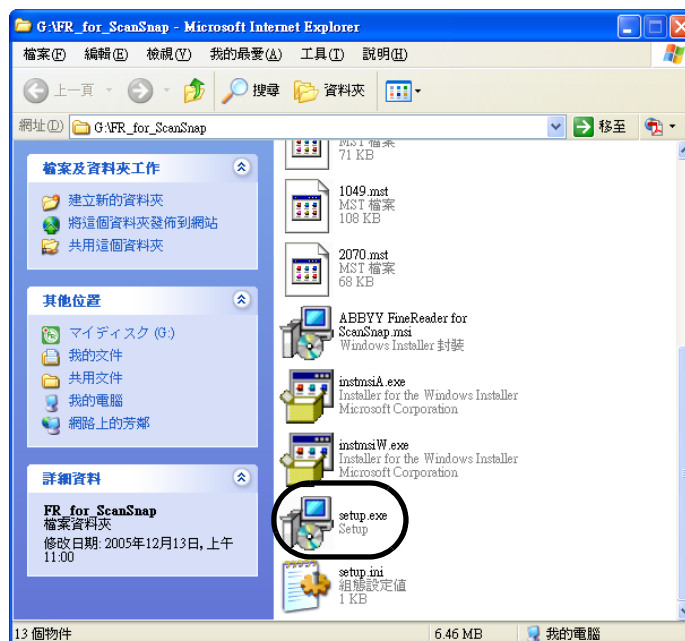 G:\FR_for_ScanSnap - Microsoft Internet Explorer
檔案(F) 編輯(E) 檢視(V) 我的最愛(A) 工具(T) 說明(H)
上一頁 搜尋 資料夾
網址(D) G:\FR_for_ScanSnap 移至
檔案及資料夾工作
建立新的資料夾
將這個資料夾發佈到網站
共用這個資料夾
其他位置
マイディスク (G:)
我的文件
共用文件
我的電腦
網路上的芳鄰
詳細資料
FR_for_ScanSnap
檔案資料夾
修改日期: 2005年12月13日, 上午
11:00
MST 檔案
71 KB
1049.mst
MST 檔案
108 KB
2070.mst
MST 檔案
68 KB
ABBYY FineReader for
ScanSnap.msi
Windows Installer 封裝
instmsiA.exe
Installer for the Windows Installer
Microsoft Corporation
instmsiW.exe
Installer for the Windows Installer
Microsoft Corporation
setup.exe
Setup
setup.ini
組態設定值
1 KB
13 個物件 6.46 MB 我的電腦